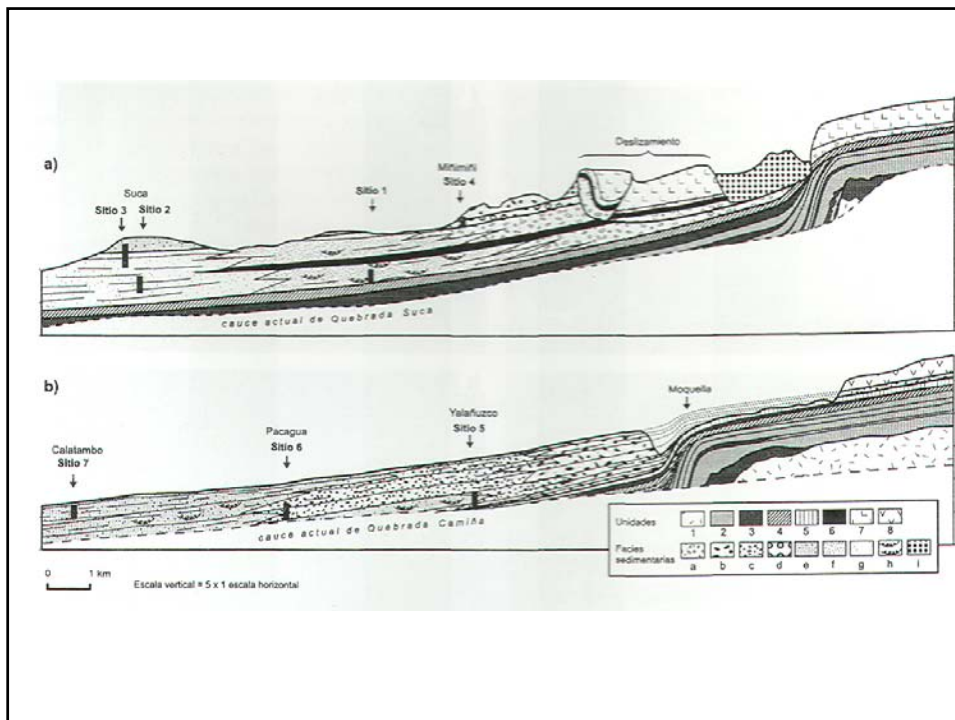 a)
Deslizamiento
Suca
Sitio 3 Sitio 2
Sitio 1
Miñimiñi
Sitio 4
cauce actual de Quebrada Suca
b)
Moquella
Yalañuzco
Sitio 5
Pacagua
Sitio 6
Calatambo
Sitio 7
cauce actual de Quebrada Camiña
Unidades
1 2 3 4 5 6 7 8
Facies
sedimentarias
a b c d e f g h i
0 1 km
Escala vertical = 5 x 1 escala horizontal